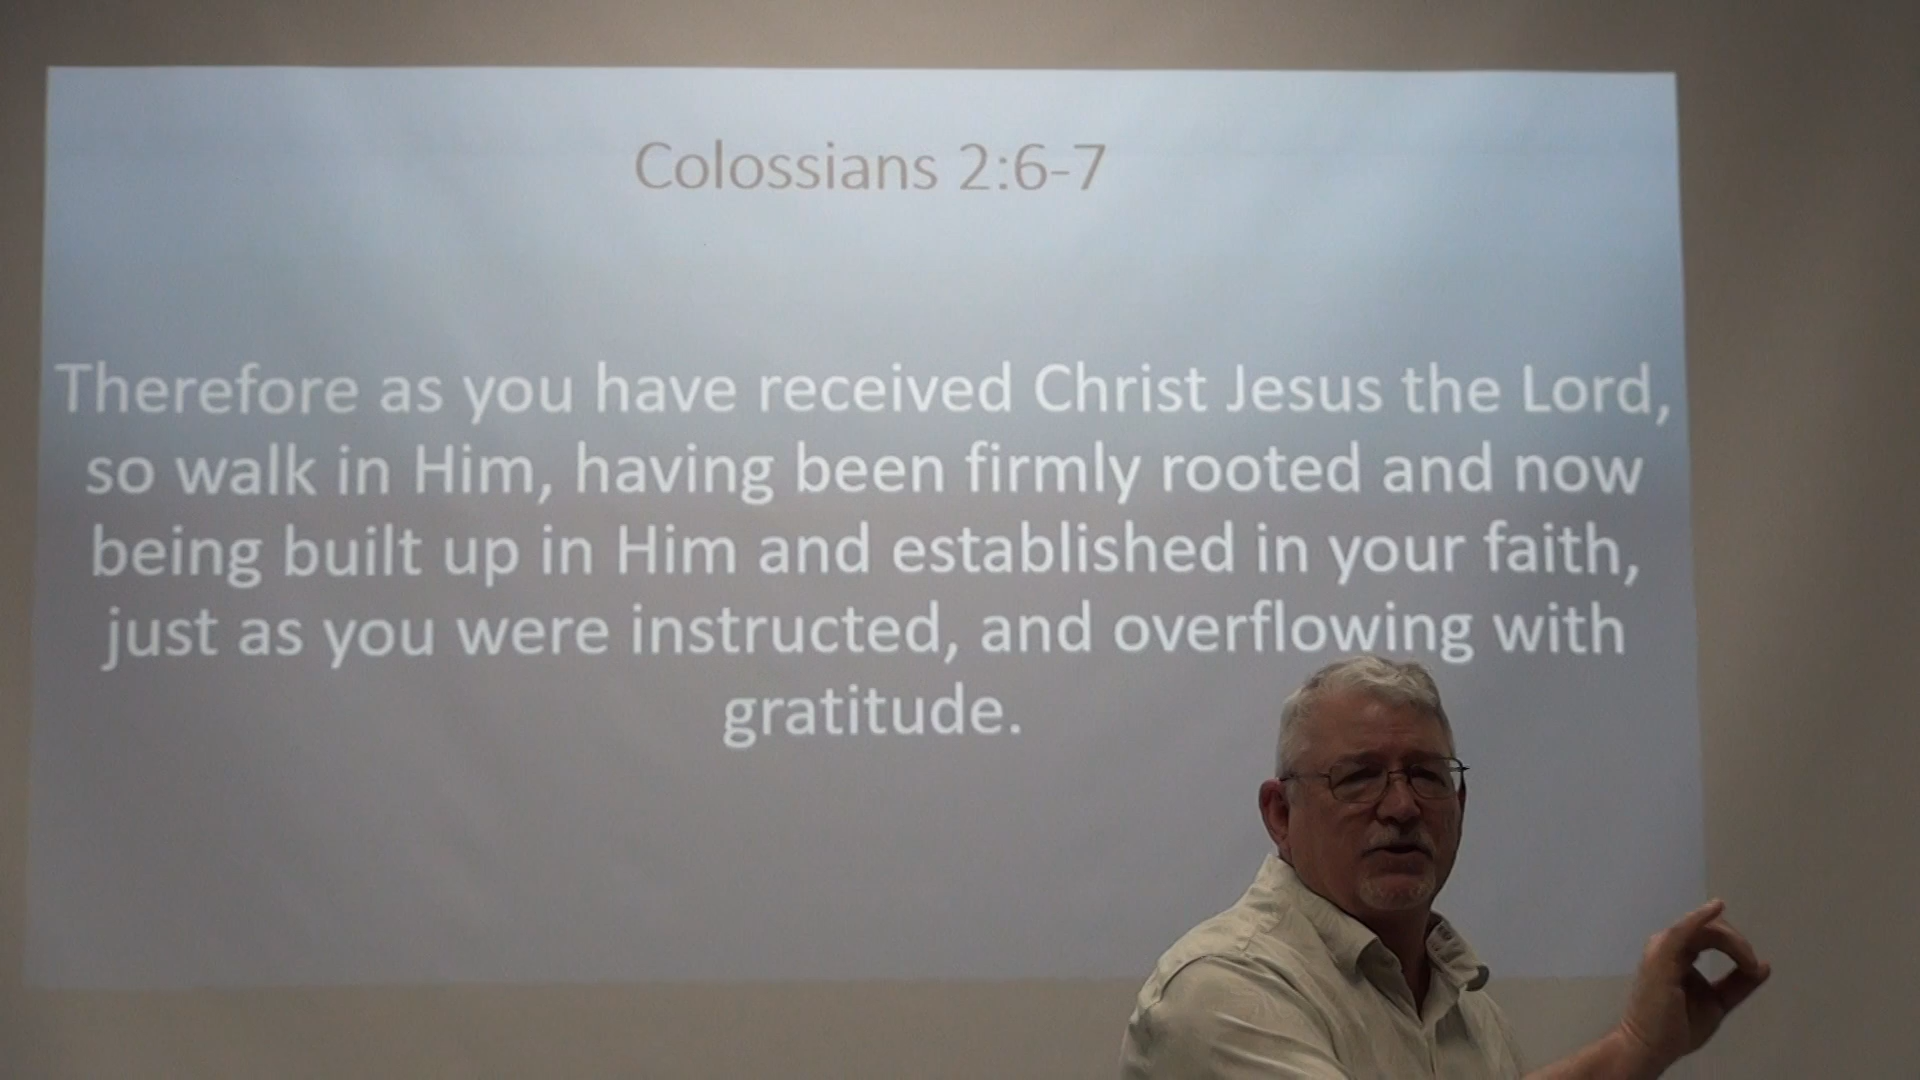 Colossians 2:6-7
Therefore as you have received Christ Jesus the Lord,
so walk in Him, having been firmly rooted and now
being built up in Him and established in your faith,
just as you were instructed, and overflowing with
gratitude.